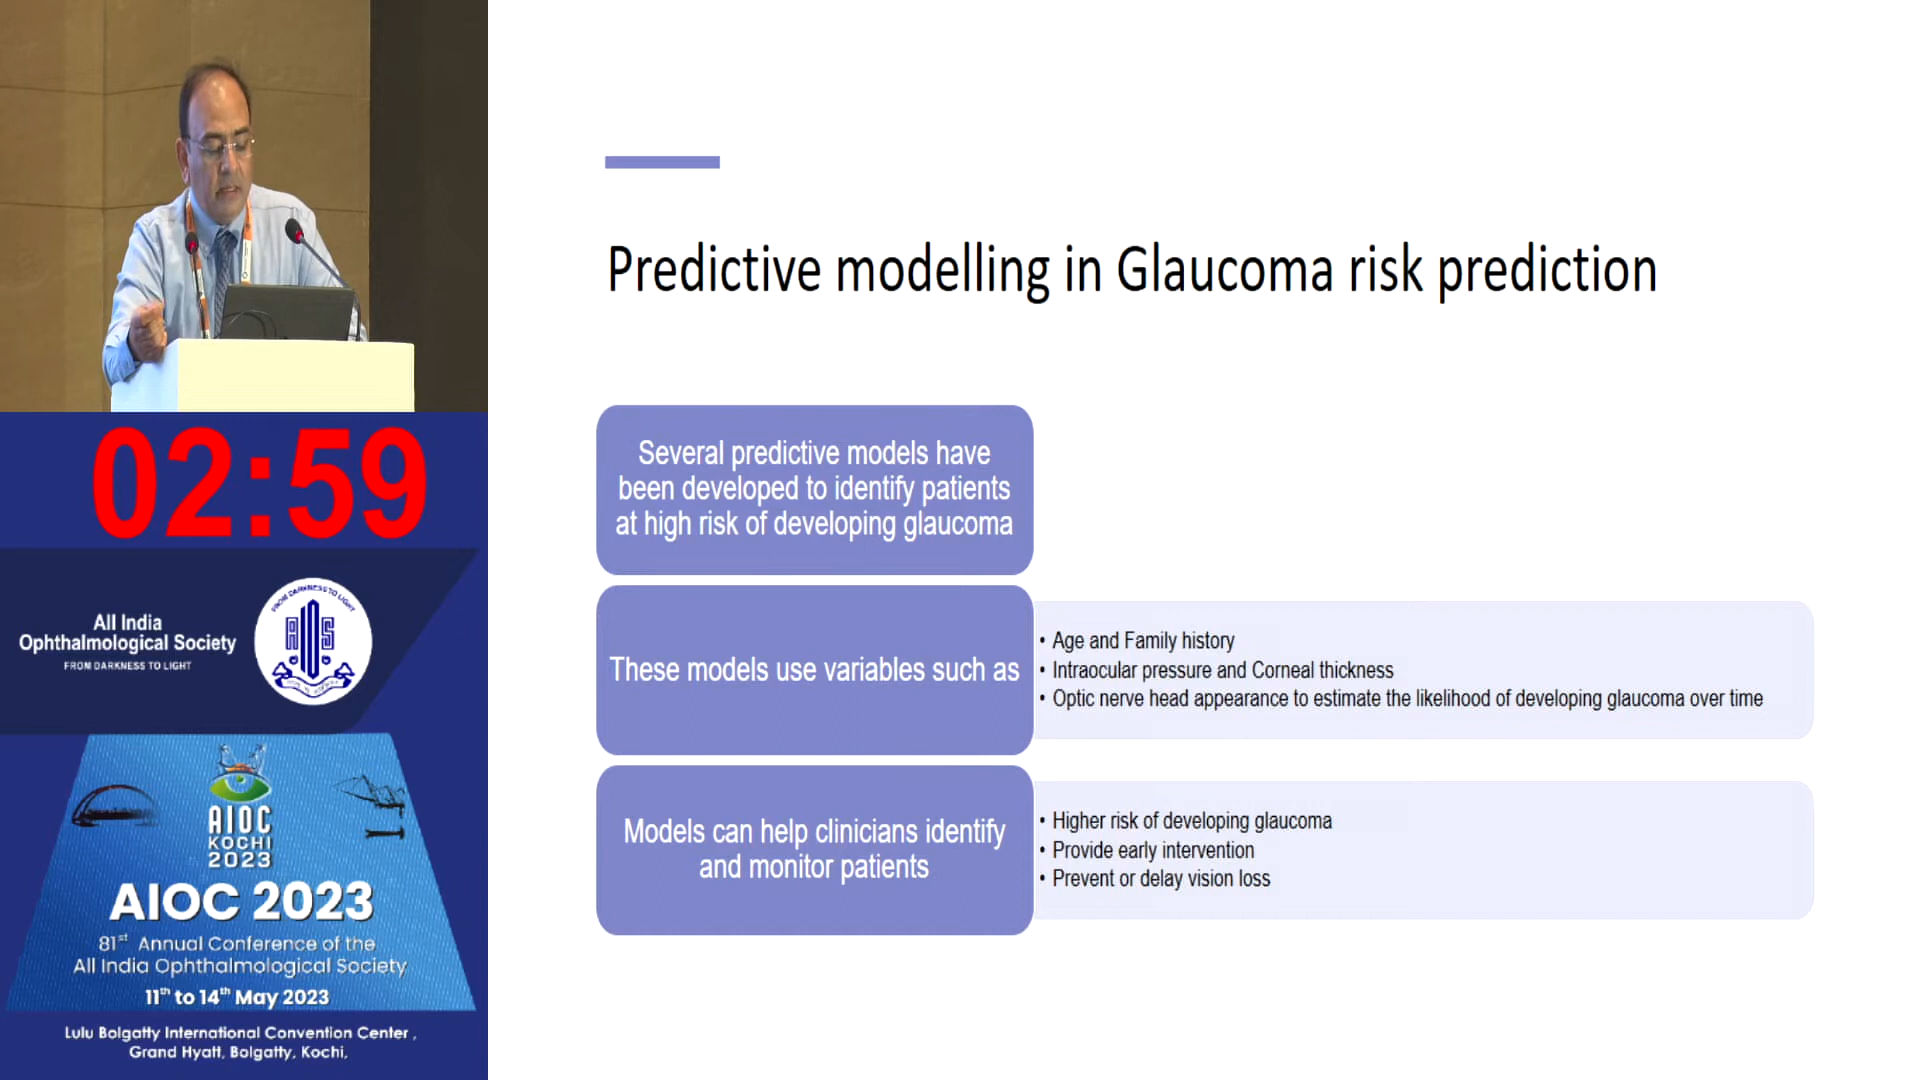 02:59
All India
Ophthalmological Society
FROM DARKNESS TO LIGHT
FROM DARKNESS TO LIGHT
AIOS
AIOC
KOCHI
2023
AIOC 2023
81st Annual Conference of the
All India Ophthalmological Society
11th to 14th May 2023
Lulu Bolgatty International Convention Center ,
Grand Hyatt, Bolgatty, Kochi,
Predictive modelling in Glaucoma risk prediction
Several predictive models have
been developed to identify patients
at high risk of developing glaucoma
These models use variables such as
• Age and Family history
• Intraocular pressure and Corneal thickness
• Optic nerve head appearance to estimate the likelihood of developing glaucoma over time
Models can help clinicians identify
and monitor patients
• Higher risk of developing glaucoma
• Provide early intervention
• Prevent or delay vision loss